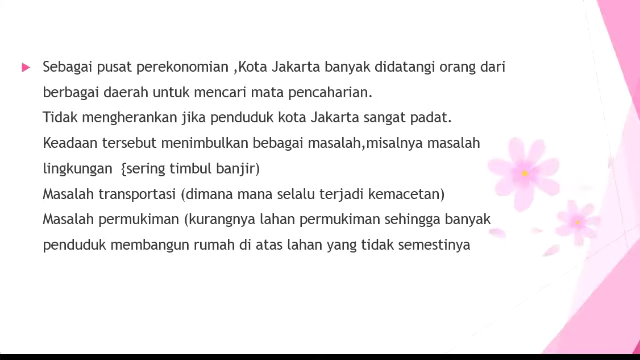 Sebagai pusat perekonomian ,Kota Jakarta banyak didatangi orang dari
berbagai daerah untuk mencari mata pencaharian.
Tidak mengherankan jika penduduk kota Jakarta sangat padat.
Keadaan tersebut menimbulkan bebagai masalah,misalnya masalah
lingkungan  {sering timbul banjir)
Masalah transportasi (dimana mana selalu terjadi kemacetan)
Masalah permukiman (kurangnya lahan permukiman sehingga banyak
penduduk membangun rumah di atas lahan yang tidak semestinya